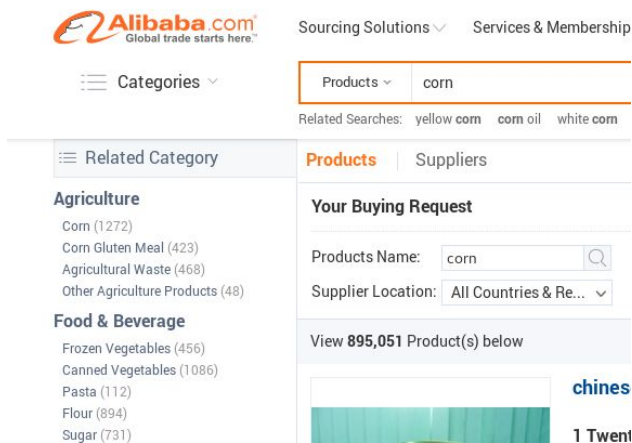 Alibaba.com
Global trade starts here.™
Sourcing Solutions
Services & Membership
Categories
Products
corn
Related Searches: yellow corn corn oil white corn
Related Category
Agriculture
Corn (1272)
Corn Gluten Meal (423)
Agricultural Waste (468)
Other Agriculture Products (48)
Food & Beverage
Frozen Vegetables (456)
Canned Vegetables (1086)
Pasta (112)
Flour (894)
Sugar (731)
Products Suppliers
Your Buying Request
Products Name: corn
Supplier Location: All Countries & Re...
View 895,051 Product(s) below
chines
1 Twent